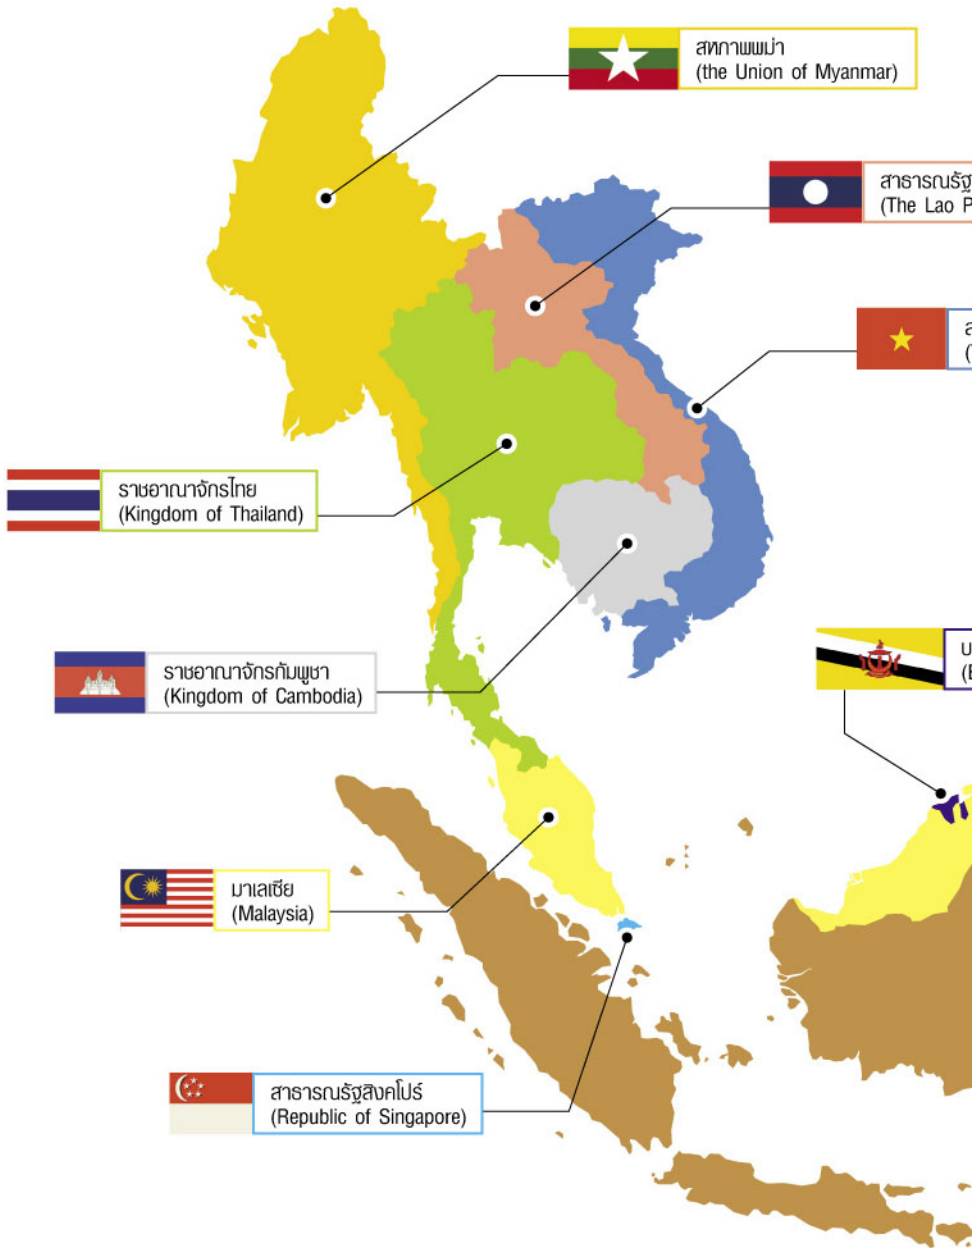 สหภาพพม่า
(the Union of Myanmar)
สาธารณรัฐ
(The Lao P
ส
(
ราชอาณาจักรไทย
(Kingdom of Thailand)
บ
ราชอาณาจักรกัมพูชา
(Kingdom of Cambodia)
มาเลเซีย
(Malaysia)
สาธารณรัฐสิงคโปร์
(Republic of Singapore)